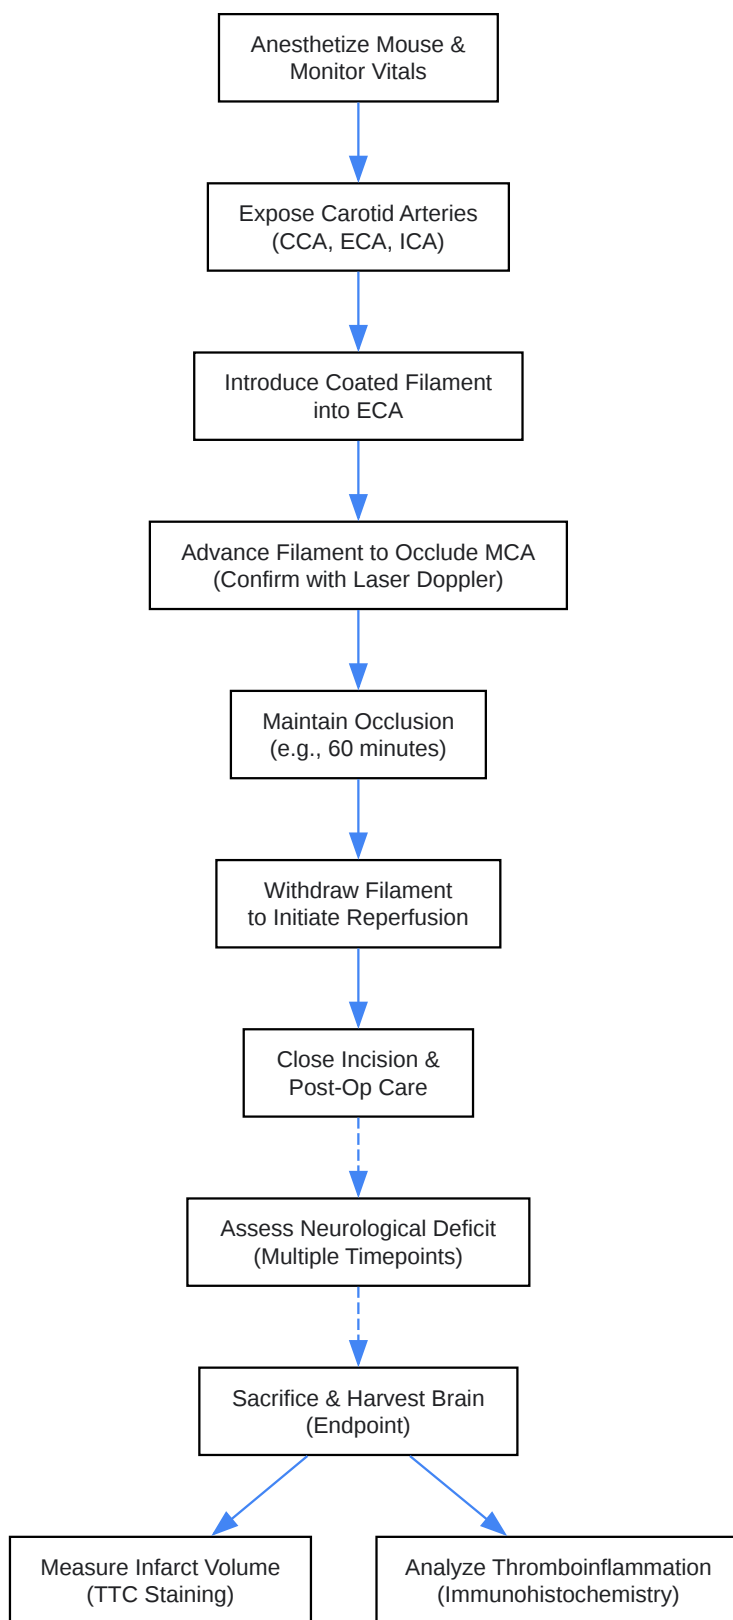 Anesthetize Mouse &
Monitor Vitals
Expose Carotid Arteries
(CCA, ECA, ICA)
Introduce Coated Filament
into ECA
Advance Filament to Occlude MCA
(Confirm with Laser Doppler)
Maintain Occlusion
(e.g., 60 minutes)
Withdraw Filament
to Initiate Reperfusion
Close Incision &
Post-Op Care
Assess Neurological Deficit
(Multiple Timepoints)
Sacrifice & Harvest Brain
(Endpoint)
Measure Infarct Volume
(TTC Staining)
Analyze Thromboinflammation
(Immunohistochemistry)